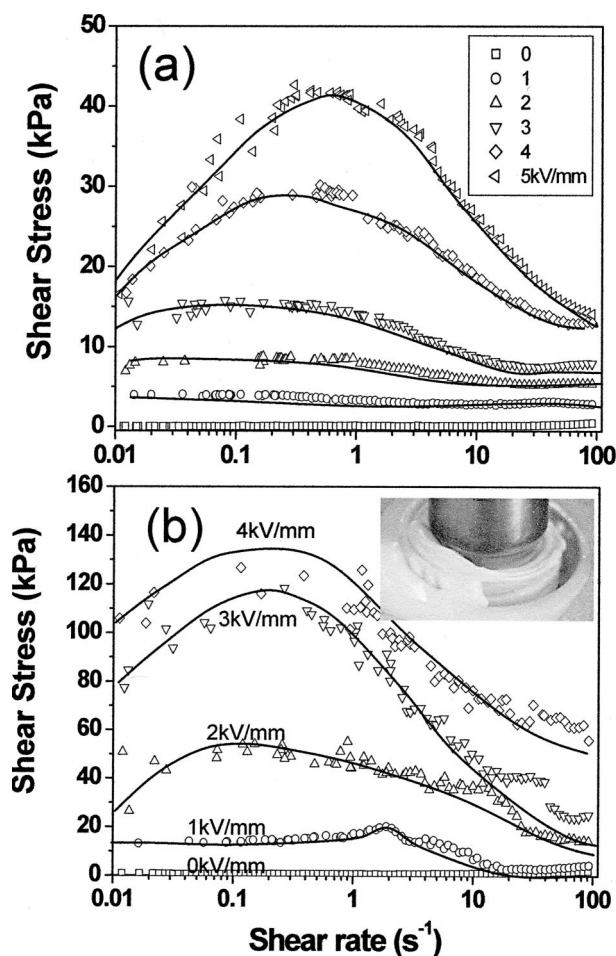 (a)
50
40
30
20
10
0
Shear Stress (kPa)
0
1
2
3
4
5kV/mm
0.01 0.1 1 10 100
(b)
160
140
120
100
80
60
40
20
0
Shear Stress (kPa)
4kV/mm
3kV/mm
2kV/mm
1kV/mm
0kV/mm
0.01 0.1 1 10 100
Shear rate (s⁻¹)